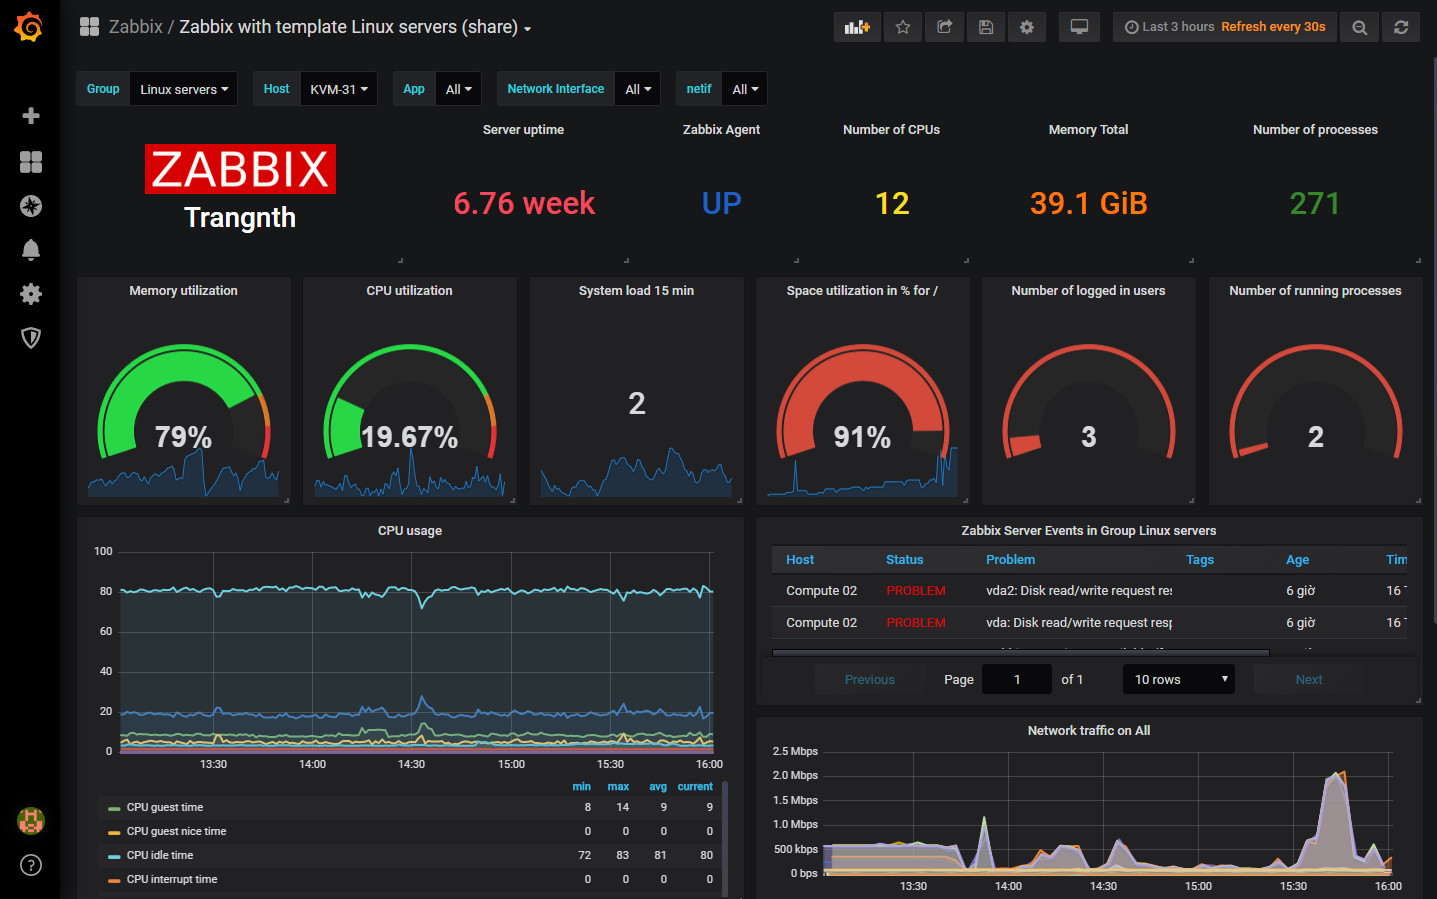 Zabbix / Zabbix with template Linux servers (share)
Last 3 hours Refresh every 30s
Group Linux servers Host KVM-31 App All Network Interface All netif All
ZABBIX
Trangnth
Server uptime
6.76 week
Zabbix Agent
UP
Number of CPUs
12
Memory Total
39.1 GiB
Number of processes
271
Memory utilization
79%
CPU utilization
19.67%
System load 15 min
2
Space utilization in % for /
91%
Number of logged in users
3
Number of running processes
2
CPU usage
100
80
60
40
20
0
13:30 14:00 14:30 15:00 15:30 16:00
min max avg current
CPU guest time 8 14 9 9
CPU guest nice time 0 0 0 0
CPU idle time 72 83 81 80
CPU interrupt time 0 0 0 0
Zabbix Server Events in Group Linux servers
Host Status Problem Tags Age Tim
Compute 02 PROBLEM vda2: Disk read/write request res 6 giờ 16 T
Compute 02 PROBLEM vda: Disk read/write request resp 6 giờ 16 T
Previous Page 1 of 1 10 rows Next
Network traffic on All
2.5 Mbps
2.0 Mbps
1.5 Mbps
1.0 Mbps
500 kbps
0 bps
13:30 14:00 14:30 15:00 15:30 16:00